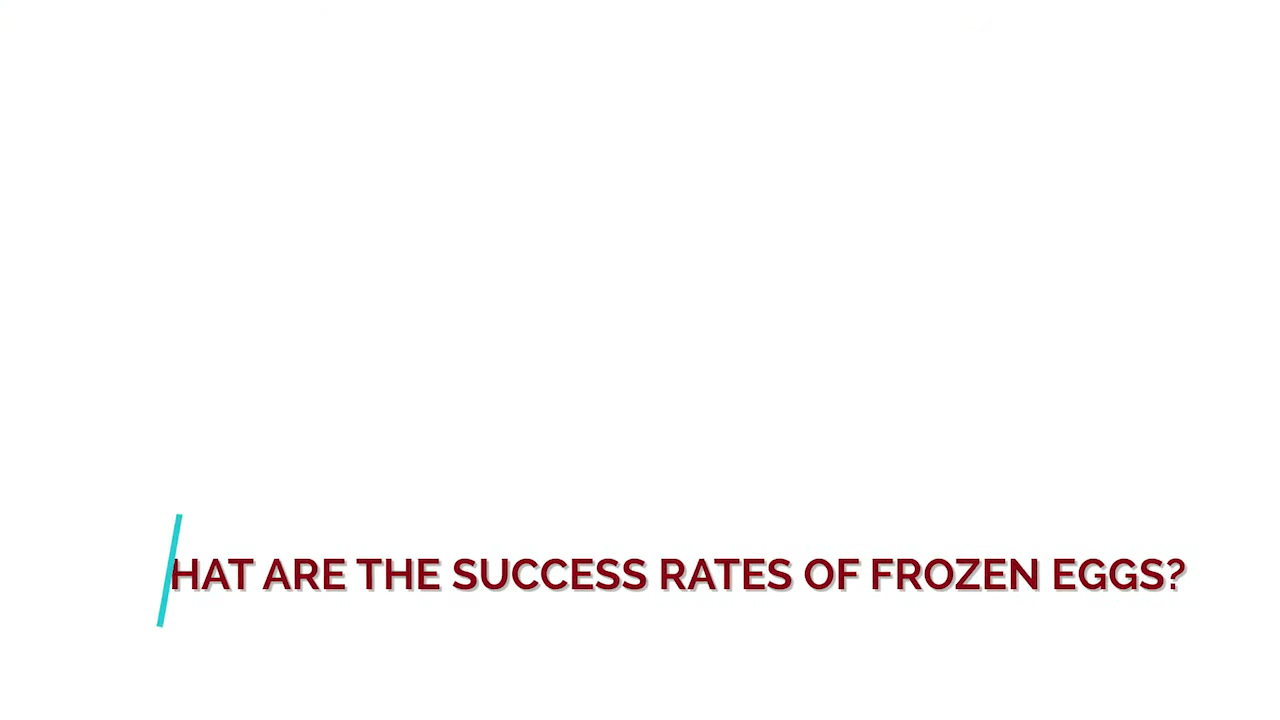 HAT ARE THE SUCCESS RATES OF FROZEN EGGS?